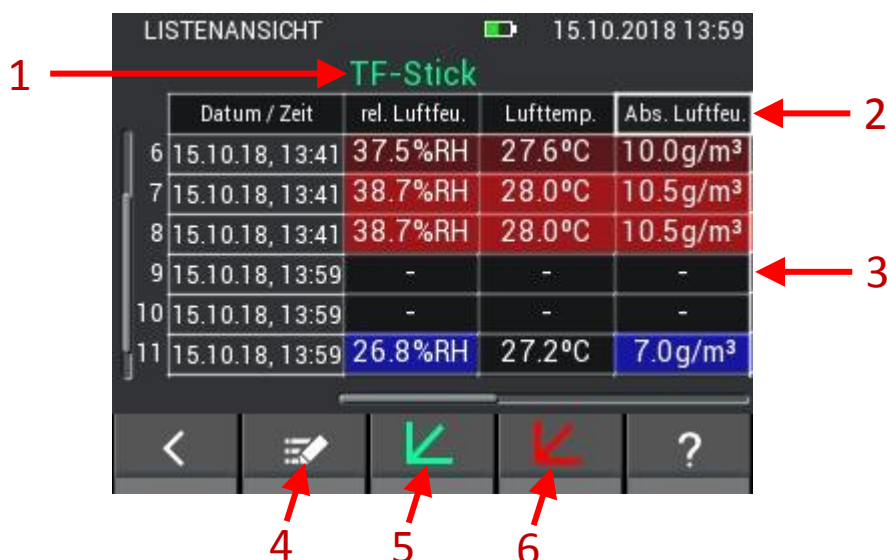 LISTENANSICHT 15.10.2018 13:59
1 TF-Stick
Datum / Zeit rel. Luftfeu. Lufttemp. Abs. Luftfeu. 2
6 15.10.18, 13:41 37.5%RH 27.6°C 10.0g/m³
7 15.10.18, 13:41 38.7%RH 28.0°C 10.5g/m³
8 15.10.18, 13:41 38.7%RH 28.0°C 10.5g/m³
9 15.10.18, 13:59 - - - 3
10 15.10.18, 13:59 - - -
11 15.10.18, 13:59 26.8%RH 27.2°C 7.0g/m³
< ?
4 5 6